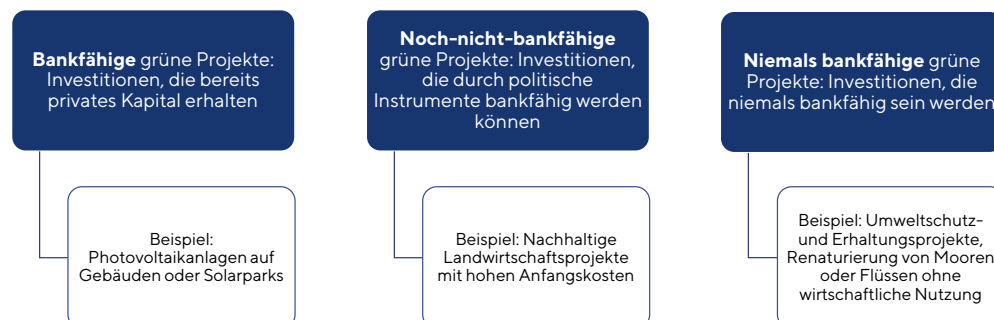 Bankfähige grüne Projekte:
Investitionen, die bereits
privates Kapital erhalten
Beispiel:
Photovoltaikanlagen auf
Gebäuden oder Solarparks
Noch-nicht-bankfähige
grüne Projekte: Investitionen,
die durch politische
Instrumente bankfähig werden
können
Beispiel: Nachhaltige
Landwirtschaftsprojekte
mit hohen Anfangskosten
Niemals bankfähige grüne
Projekte: Investitionen, die
niemals bankfähig sein werden
Beispiel: Umweltschutz-
und Erhaltungsprojekte,
Renaturierung von Mooren
oder Flüssen ohne
wirtschaftliche Nutzung